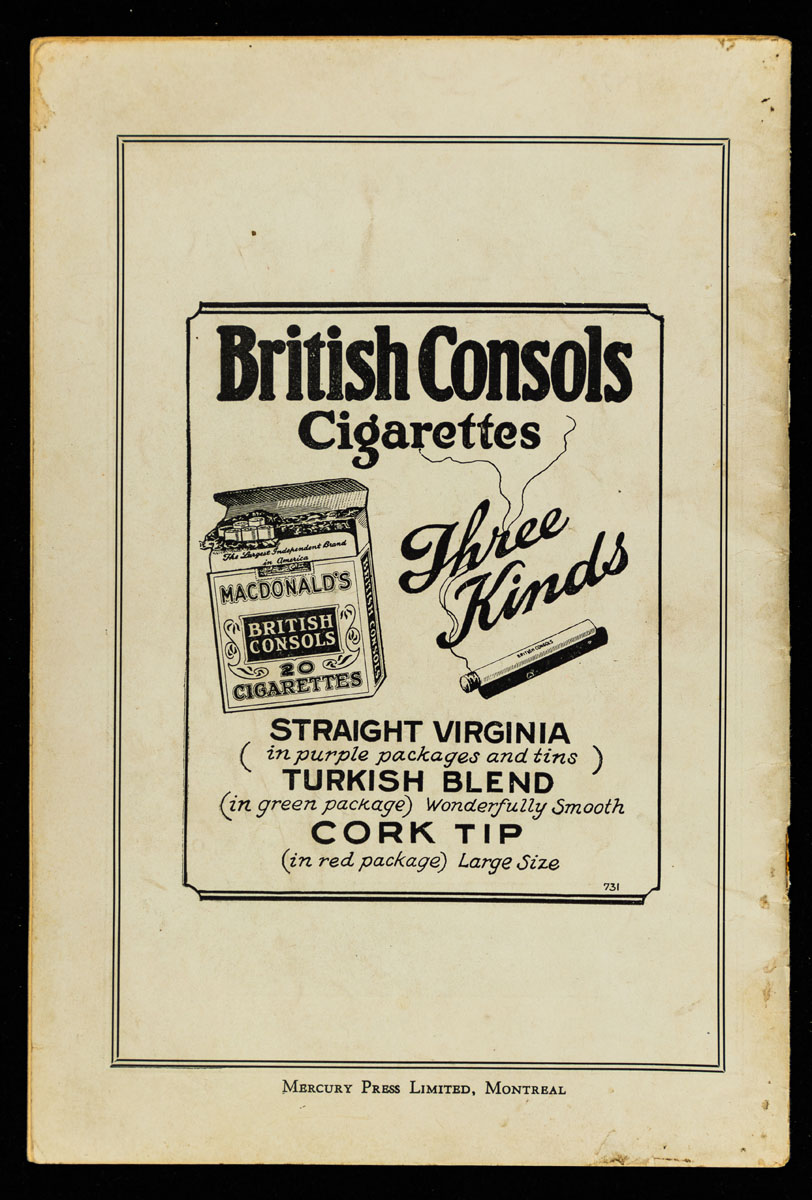 British Consols
Cigarettes
Three
Kinds
The Largest Independent Brand
in America
MACDONALD'S
BRITISH
CONSOLS
20
CIGARETTES
BRITISH CONSOLS
STRAIGHT VIRGINIA
( in purple packages and tins )
TURKISH BLEND
(in green package) Wonderfully Smooth
CORK TIP
(in red package) Large Size
731
MERCURY PRESS LIMITED, MONTREAL